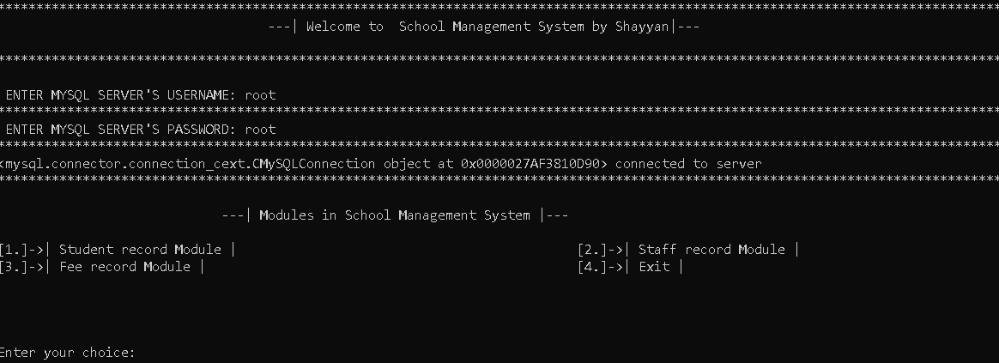 *********************************************************************************************************************************
---| Welcome to  School Management System by Shayyan|---
*********************************************************************************************************************************
ENTER MYSQL SERVER'S USERNAME: root
*********************************************************************************************************************************
ENTER MYSQL SERVER'S PASSWORD: root
*********************************************************************************************************************************
<mysql.connector.connection_cext.CMySQLConnection object at 0x0000027AF3810D90> connected to server
*********************************************************************************************************************************
---| Modules in School Management System |---
[1.]->| Student record Module | [2.]->| Staff record Module |
[3.]->| Fee record Module | [4.]->| Exit |
Enter your choice: